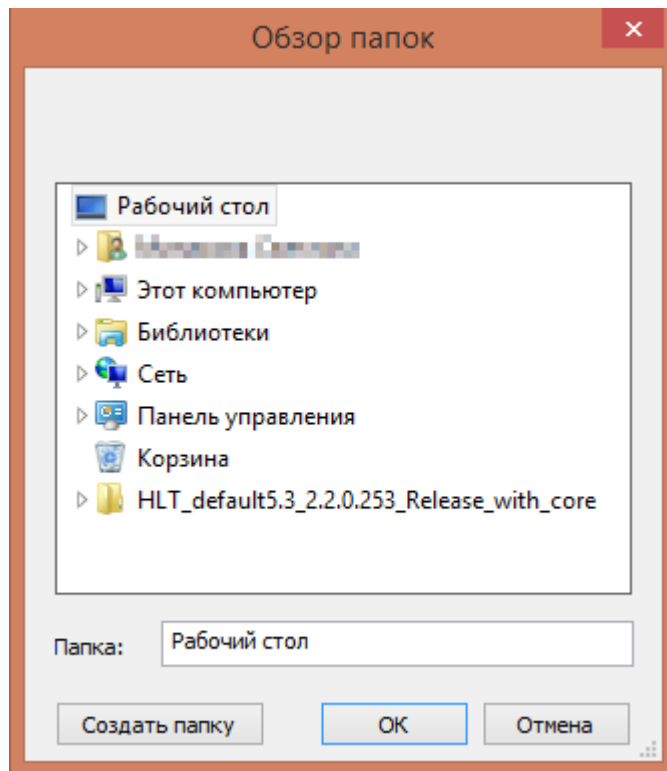 Обзор папок
Рабочий стол
Этот компьютер
Библиотеки
Сеть
Панель управления
Корзина
HLT_default5.3_2.2.0.253_Release_with_core
Папка: Рабочий стол
Создать папку ОК Отмена